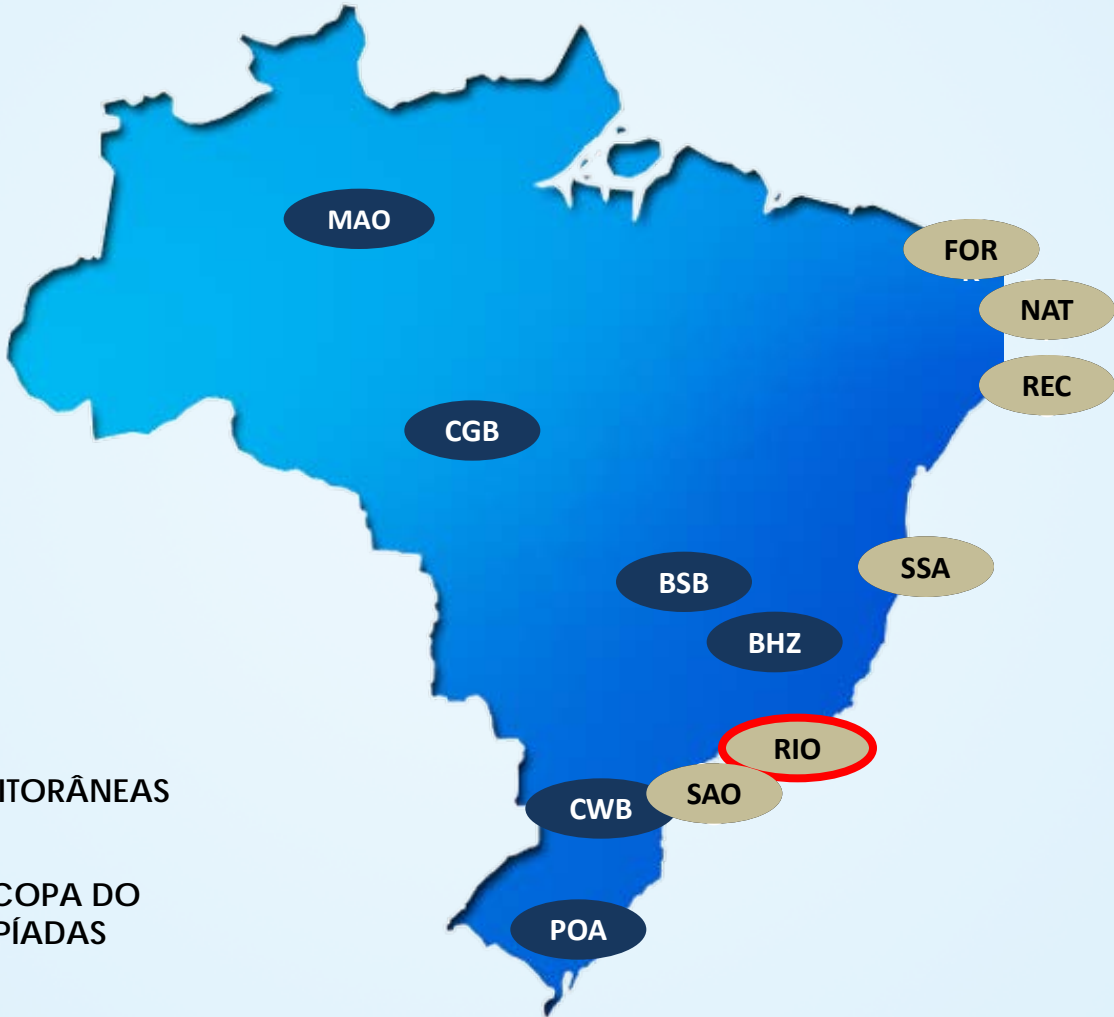 MAO
FOR
NAT
REC
CGB
SSA
BSB
BHZ
RIO
ITORÂNEAS
SAO
CWB
COPA DO
PÍADAS
POA